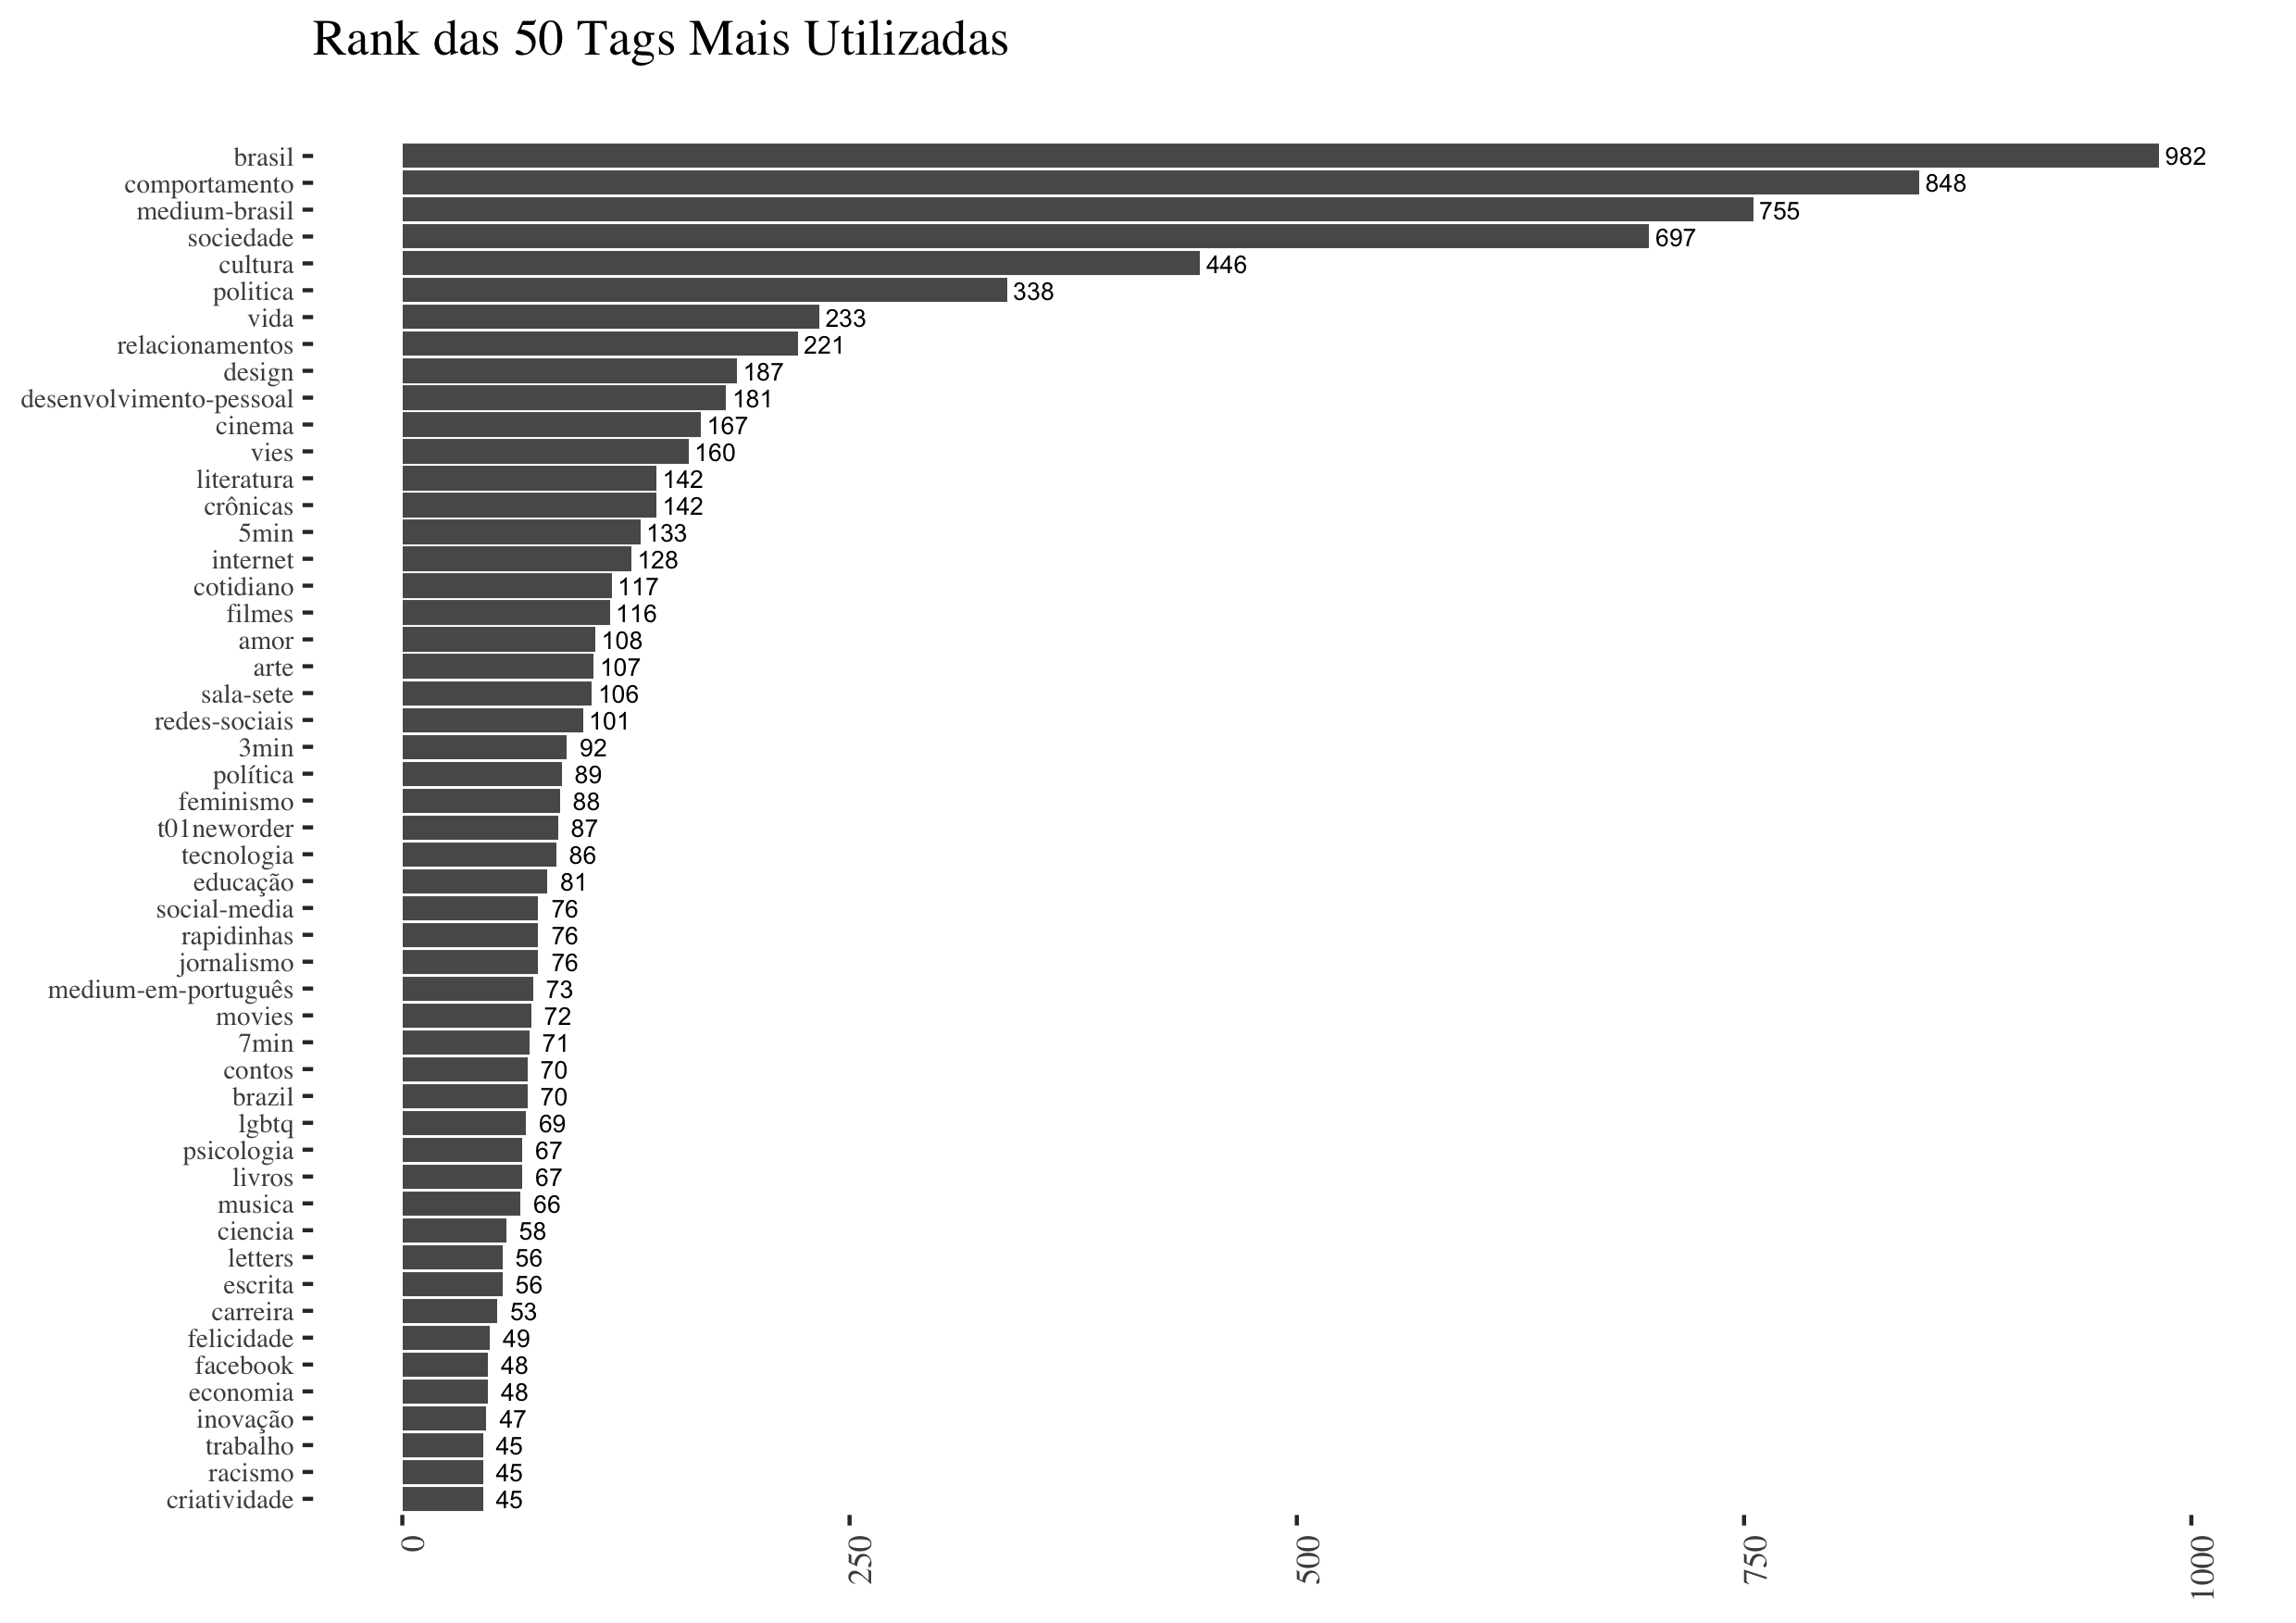 Rank das 50 Tags Mais Utilizadas
brasil 982
comportamento 848
medium-brasil 755
sociedade 697
cultura 446
politica 338
vida 233
relacionamentos 221
design 187
desenvolvimento-pessoal 181
cinema 167
vies 160
literatura 142
crônicas 142
5min 133
internet 128
cotidiano 117
filmes 116
amor 108
arte 107
sala-sete 106
redes-sociais 101
3min 92
política 89
feminismo 88
t01neworder 87
tecnologia 86
educação 81
social-media 76
rapidinhas 76
jornalismo 76
medium-em-português 73
movies 72
7min 71
contos 70
brazil 70
lgbtq 69
psicologia 67
livros 67
musica 66
ciencia 58
letters 56
escrita 56
carreira 53
felicidade 49
facebook 48
economia 48
inovação 47
trabalho 45
racismo 45
criatividade 45
0 250 500 750 1000